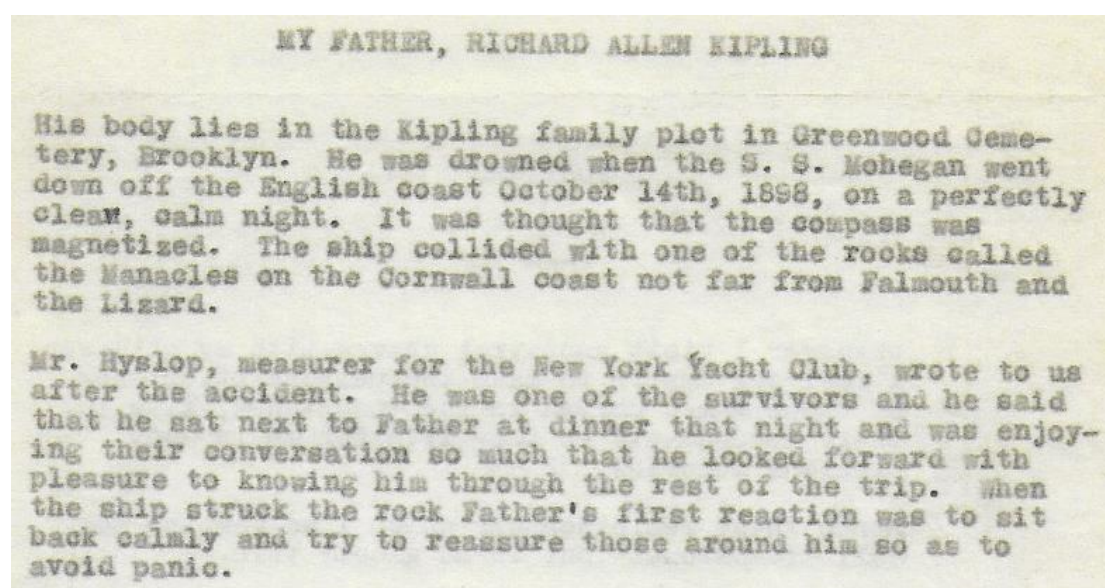 MY FATHER, RICHARD ALLEN KIPLING
His body lies in the Kipling family plot in Greenwood Ceme-
tery, Brooklyn. He was drowned when the S. S. Mohegan went
down off the English coast October 14th, 1898, on a perfectly
clear, calm night. It was thought that the compass was
magnetized. The ship collided with one of the rocks called
the Manacles on the Cornwall coast not far from Falmouth and
the Lizard.
Mr. Hyslop, measurer for the New York Yacht Club, wrote to us
after the accident. He was one of the survivors and he said
that he sat next to Father at dinner that night and was enjoy-
ing their conversation so much that he looked forward with
pleasure to knowing him through the rest of the trip. When
the ship struck the rock Father's first reaction was to sit
back calmly and try to reassure those around him so as to
avoid panic.